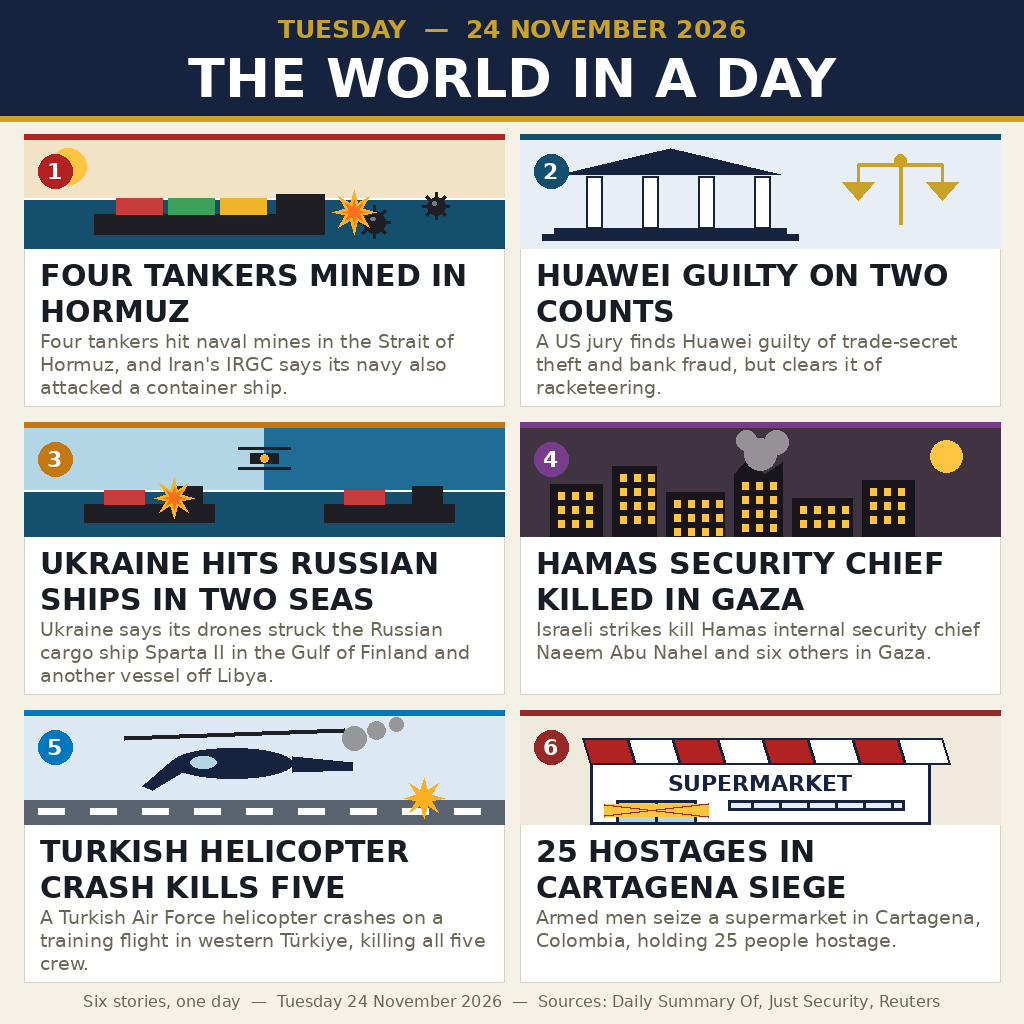 TUESDAY — 24 NOVEMBER 2026
THE WORLD IN A DAY
1
FOUR TANKERS MINED IN
HORMUZ
Four tankers hit naval mines in the Strait of
Hormuz, and Iran's IRGC says its navy also
attacked a container ship.
2
HUAWEI GUILTY ON TWO
COUNTS
A US jury finds Huawei guilty of trade-secret
theft and bank fraud, but clears it of
racketeering.
3
UKRAINE HITS RUSSIAN
SHIPS IN TWO SEAS
Ukraine says its drones struck the Russian
cargo ship Sparta II in the Gulf of Finland and
another vessel off Libya.
4
HAMAS SECURITY CHIEF
KILLED IN GAZA
Israeli strikes kill Hamas internal security chief
Naeem Abu Nahel and six others in Gaza.
5
TURKISH HELICOPTER
CRASH KILLS FIVE
A Turkish Air Force helicopter crashes on a
training flight in western Türkiye, killing all five
crew.
6
SUPERMARKET
25 HOSTAGES IN
CARTAGENA SIEGE
Armed men seize a supermarket in Cartagena,
Colombia, holding 25 people hostage.
Six stories, one day — Tuesday 24 November 2026 — Sources: Daily Summary Of, Just Security, Reuters